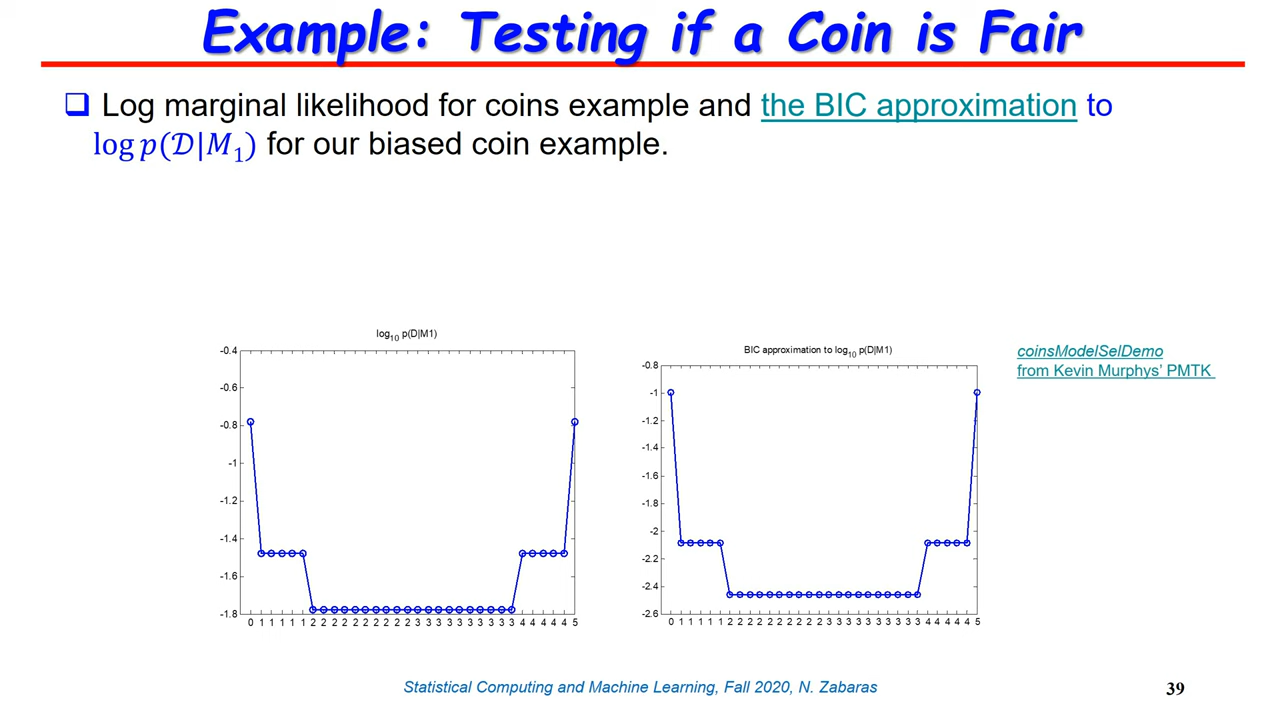 Example: Testing if a Coin is Fair
❑ Log marginal likelihood for coins example and the BIC approximation to
log p(𝒟|M₁) for our biased coin example.
log₁₀ p(D|M1)
-0.4
-0.6
-0.8
-1
-1.2
-1.4
-1.6
-1.8
0 1 1 1 1 1 2 2 2 2 2 2 2 2 2 2 3 3 3 3 3 3 3 3 3 3 4 4 4 4 4 5
BIC approximation to log₁₀ p(D|M1)
-0.8
-1
-1.2
-1.4
-1.6
-1.8
-2
-2.2
-2.4
-2.6
0 1 1 1 1 1 2 2 2 2 2 2 2 2 2 2 3 3 3 3 3 3 3 3 3 3 4 4 4 4 4 5
coinsModelSelDemo
from Kevin Murphys' PMTK
Statistical Computing and Machine Learning, Fall 2020, N. Zabaras
39